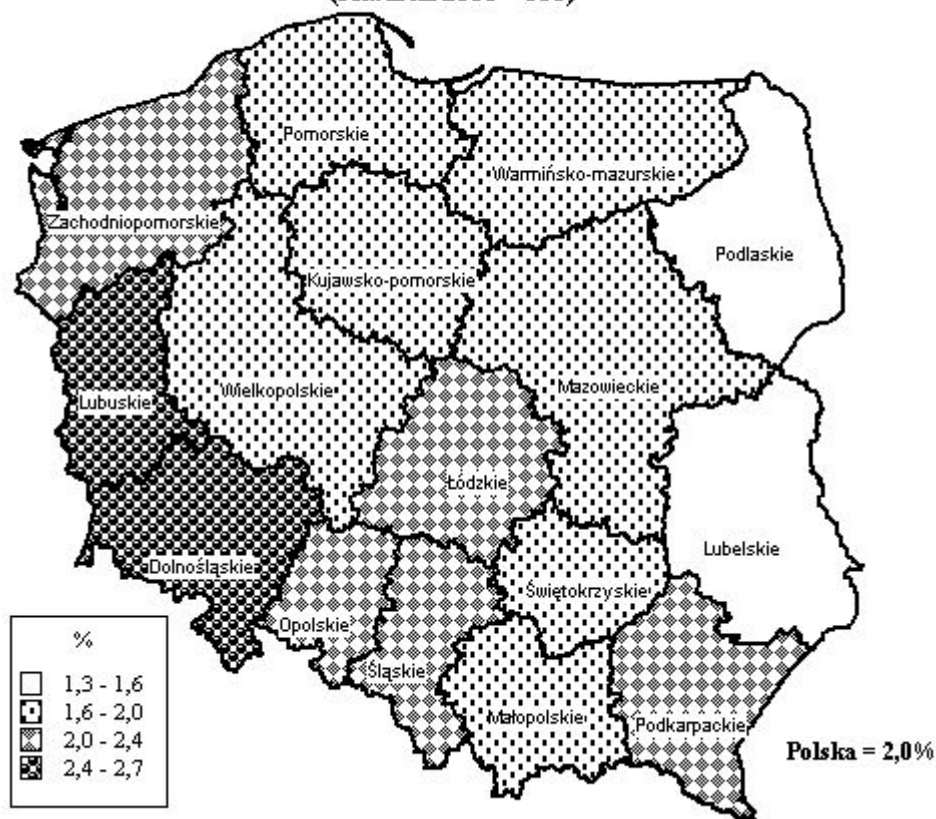 Pomorskie
Warmińsko-mazurskie
Zachodniopomorskie
Podlaskie
Kujawsko-pomorskie
Wielkopolskie
Mazowieckie
Lubuskie
Łódzkie
Lubelskie
Dolnośląskie
Świętokrzyskie
Opolskie
Śląskie
Małopolskie
Podkarpackie
%
1,3 - 1,6
1,6 - 2,0
2,0 - 2,4
2,4 - 2,7
Polska = 2,0%